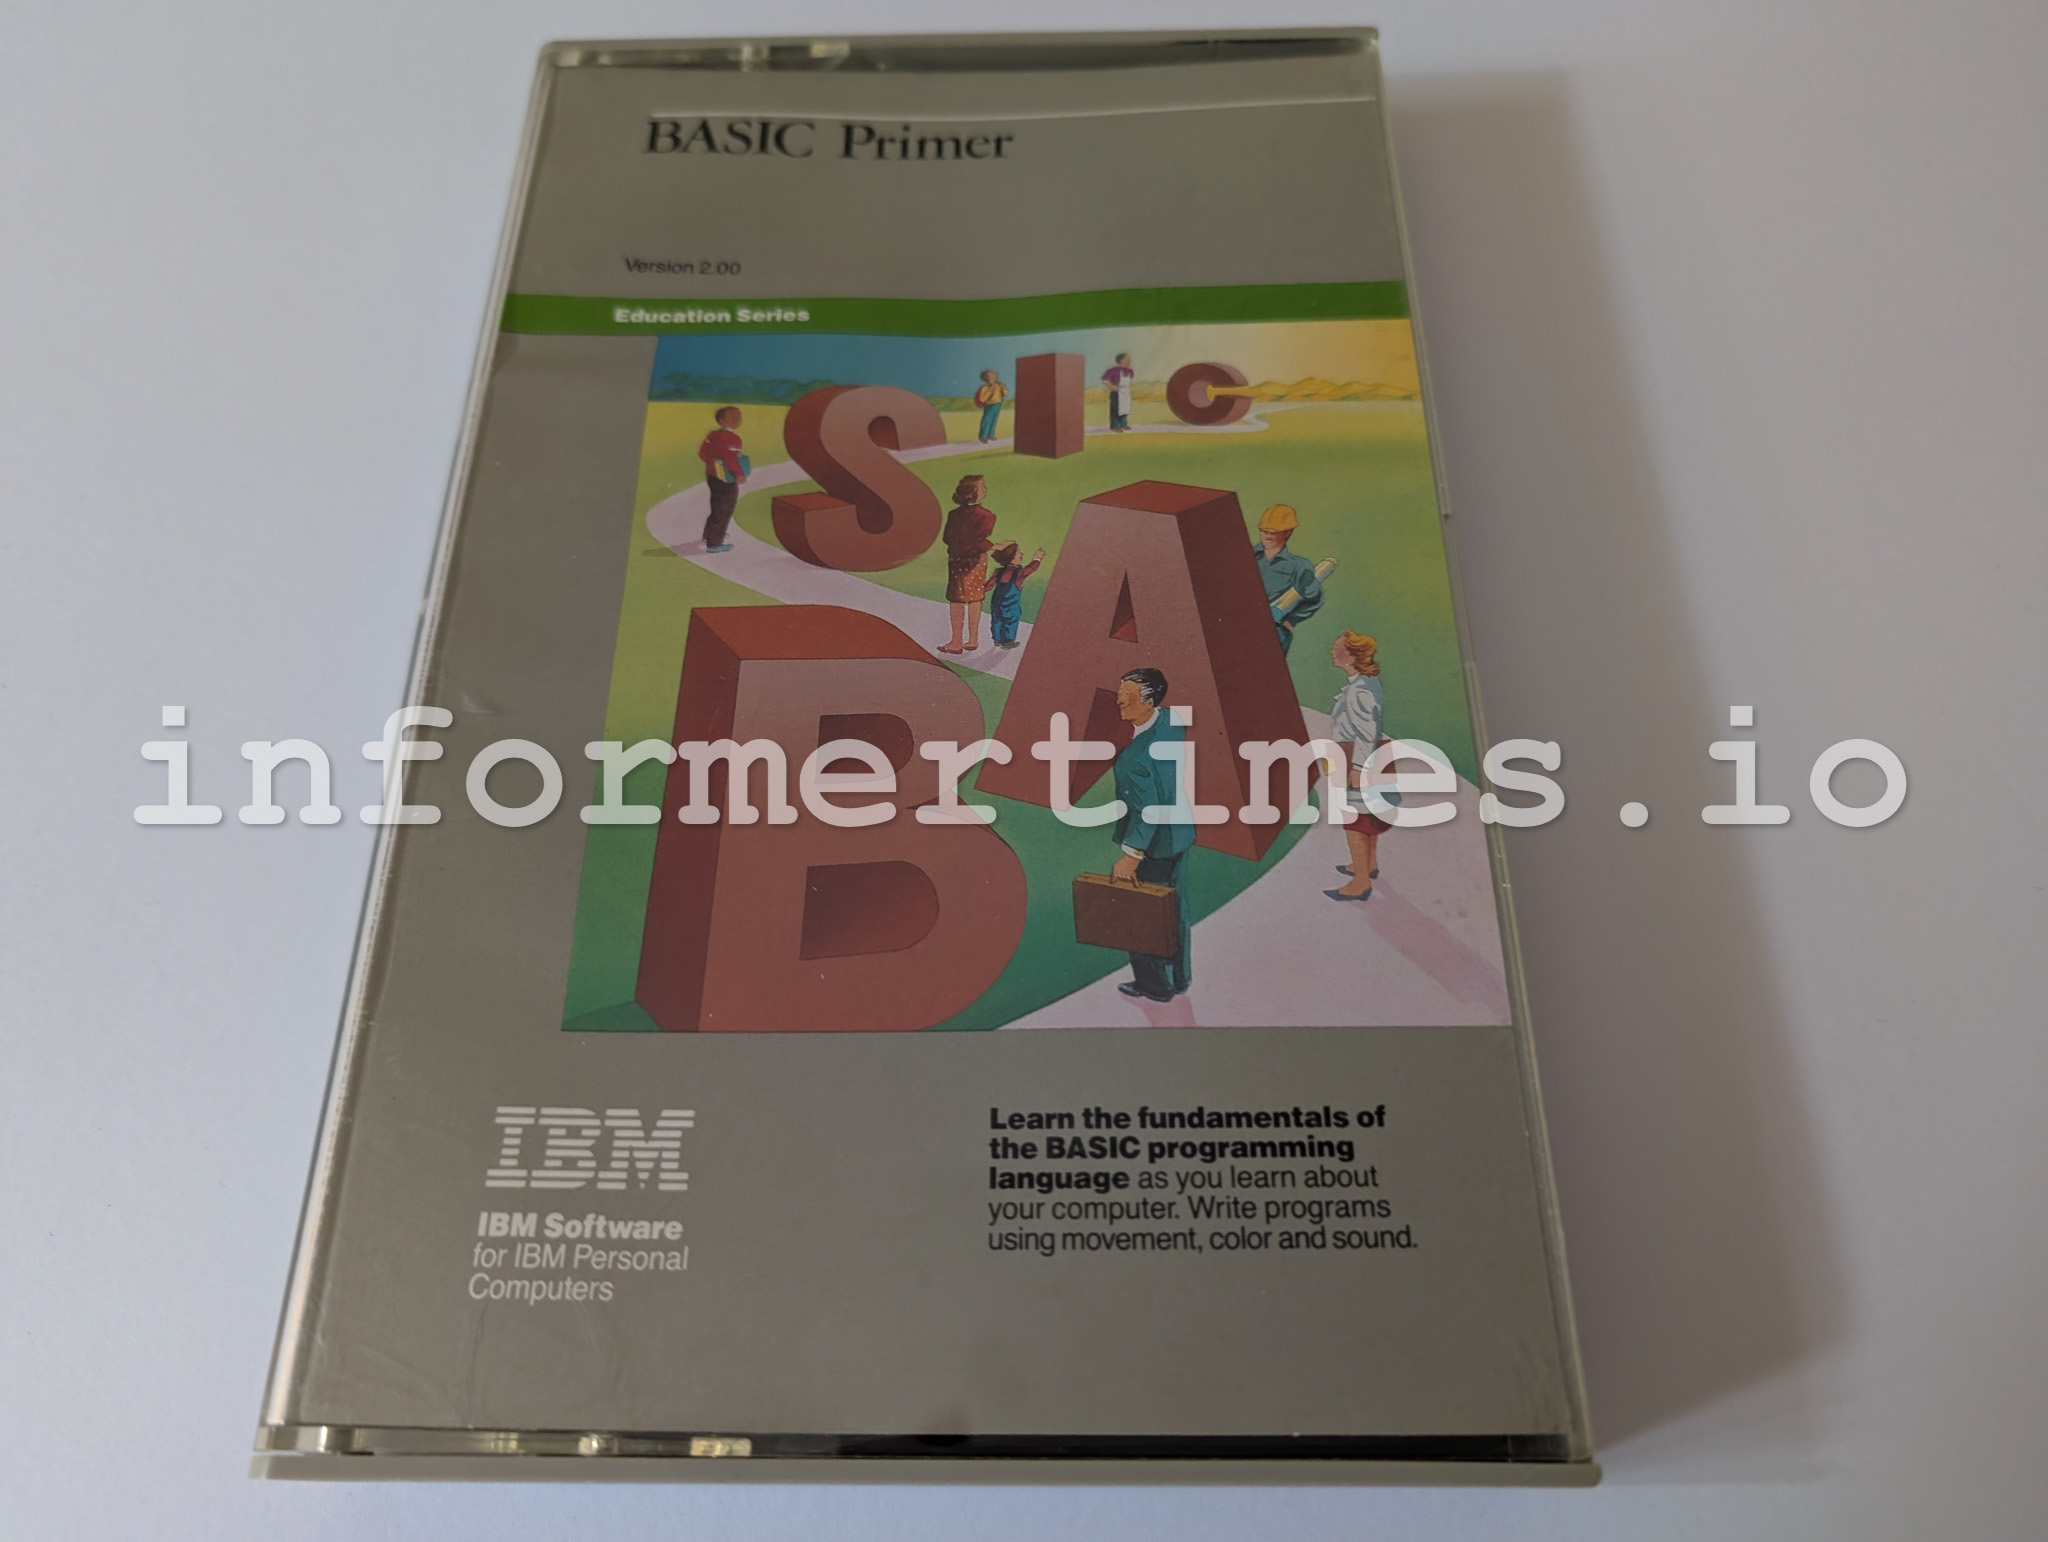 BASIC Primer
Version 2.00
Education Series
S I C
B A
informertimes.io
IBM
IBM Software
for IBM Personal
Computers
Learn the fundamentals of
the BASIC programming
language as you learn about
your computer. Write programs
using movement, color and sound.